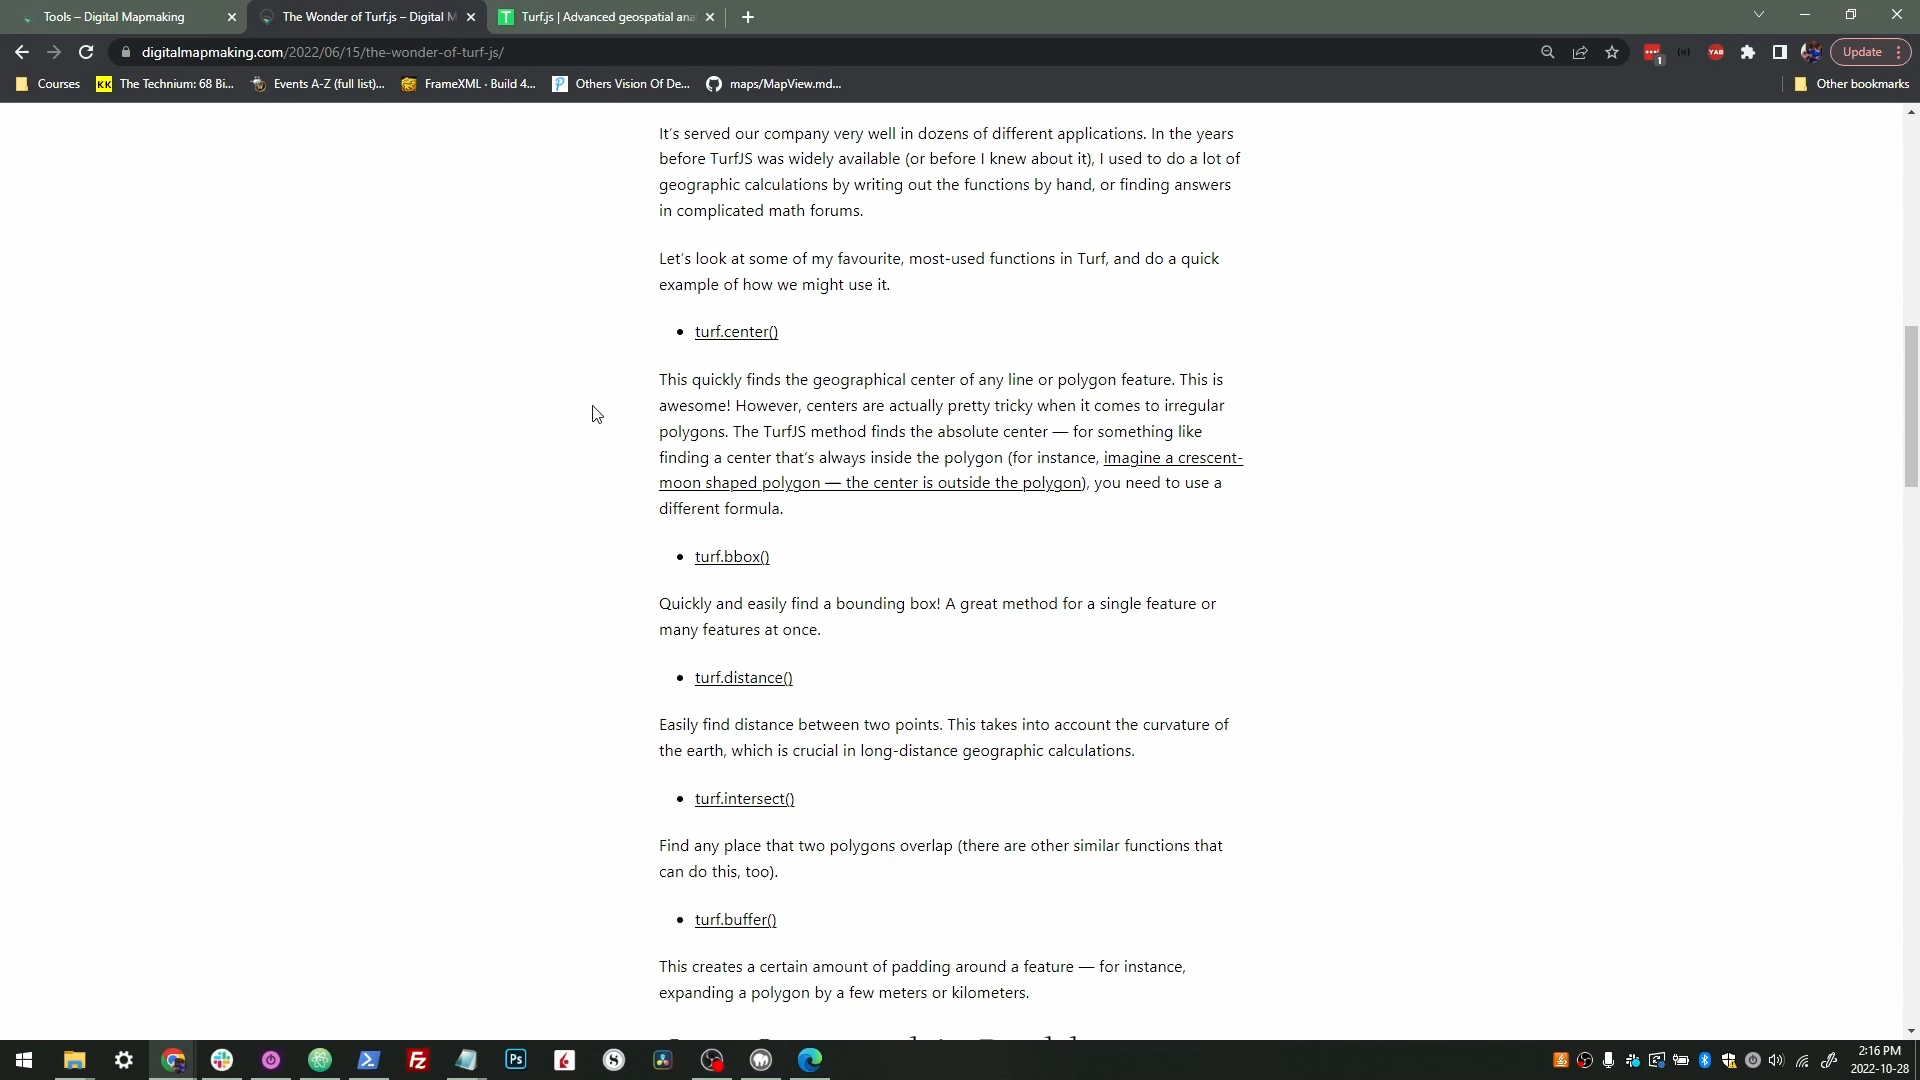 Tools – Digital Mapmaking
The Wonder of Turf.js – Digital M
Turf.js | Advanced geospatial ana
digitalmapmaking.com/2022/06/15/the-wonder-of-turf-js/
1
YAB
Update
Courses
KK
The Technium: 68 Bi...
Events A-Z (full list)...
FrameXML · Build 4...
Others Vision Of De...
maps/MapView.md...
Other bookmarks
It's served our company very well in dozens of different applications. In the years
before TurfJS was widely available (or before I knew about it), I used to do a lot of
geographic calculations by writing out the functions by hand, or finding answers
in complicated math forums.
Let's look at some of my favourite, most-used functions in Turf, and do a quick
example of how we might use it.
• turf.center()
This quickly finds the geographical center of any line or polygon feature. This is
awesome! However, centers are actually pretty tricky when it comes to irregular
polygons. The TurfJS method finds the absolute center — for something like
finding a center that's always inside the polygon (for instance, imagine a crescent-
moon shaped polygon — the center is outside the polygon), you need to use a
different formula.
• turf.bbox()
Quickly and easily find a bounding box! A great method for a single feature or
many features at once.
• turf.distance()
Easily find distance between two points. This takes into account the curvature of
the earth, which is crucial in long-distance geographic calculations.
• turf.intersect()
Find any place that two polygons overlap (there are other similar functions that
can do this, too).
• turf.buffer()
This creates a certain amount of padding around a feature — for instance,
expanding a polygon by a few meters or kilometers.
Ps
2:16 PM
2022-10-28